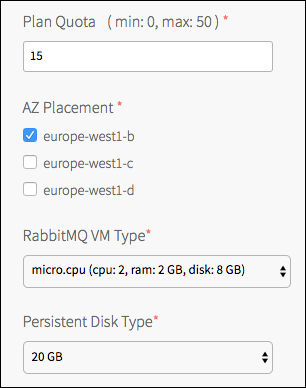 Plan Quota ( min: 0, max: 50 ) *
15
AZ Placement *
europe-west1-b
europe-west1-c
europe-west1-d
RabbitMQ VM Type*
micro.cpu (cpu: 2, ram: 2 GB, disk: 8 GB)
Persistent Disk Type*
20 GB